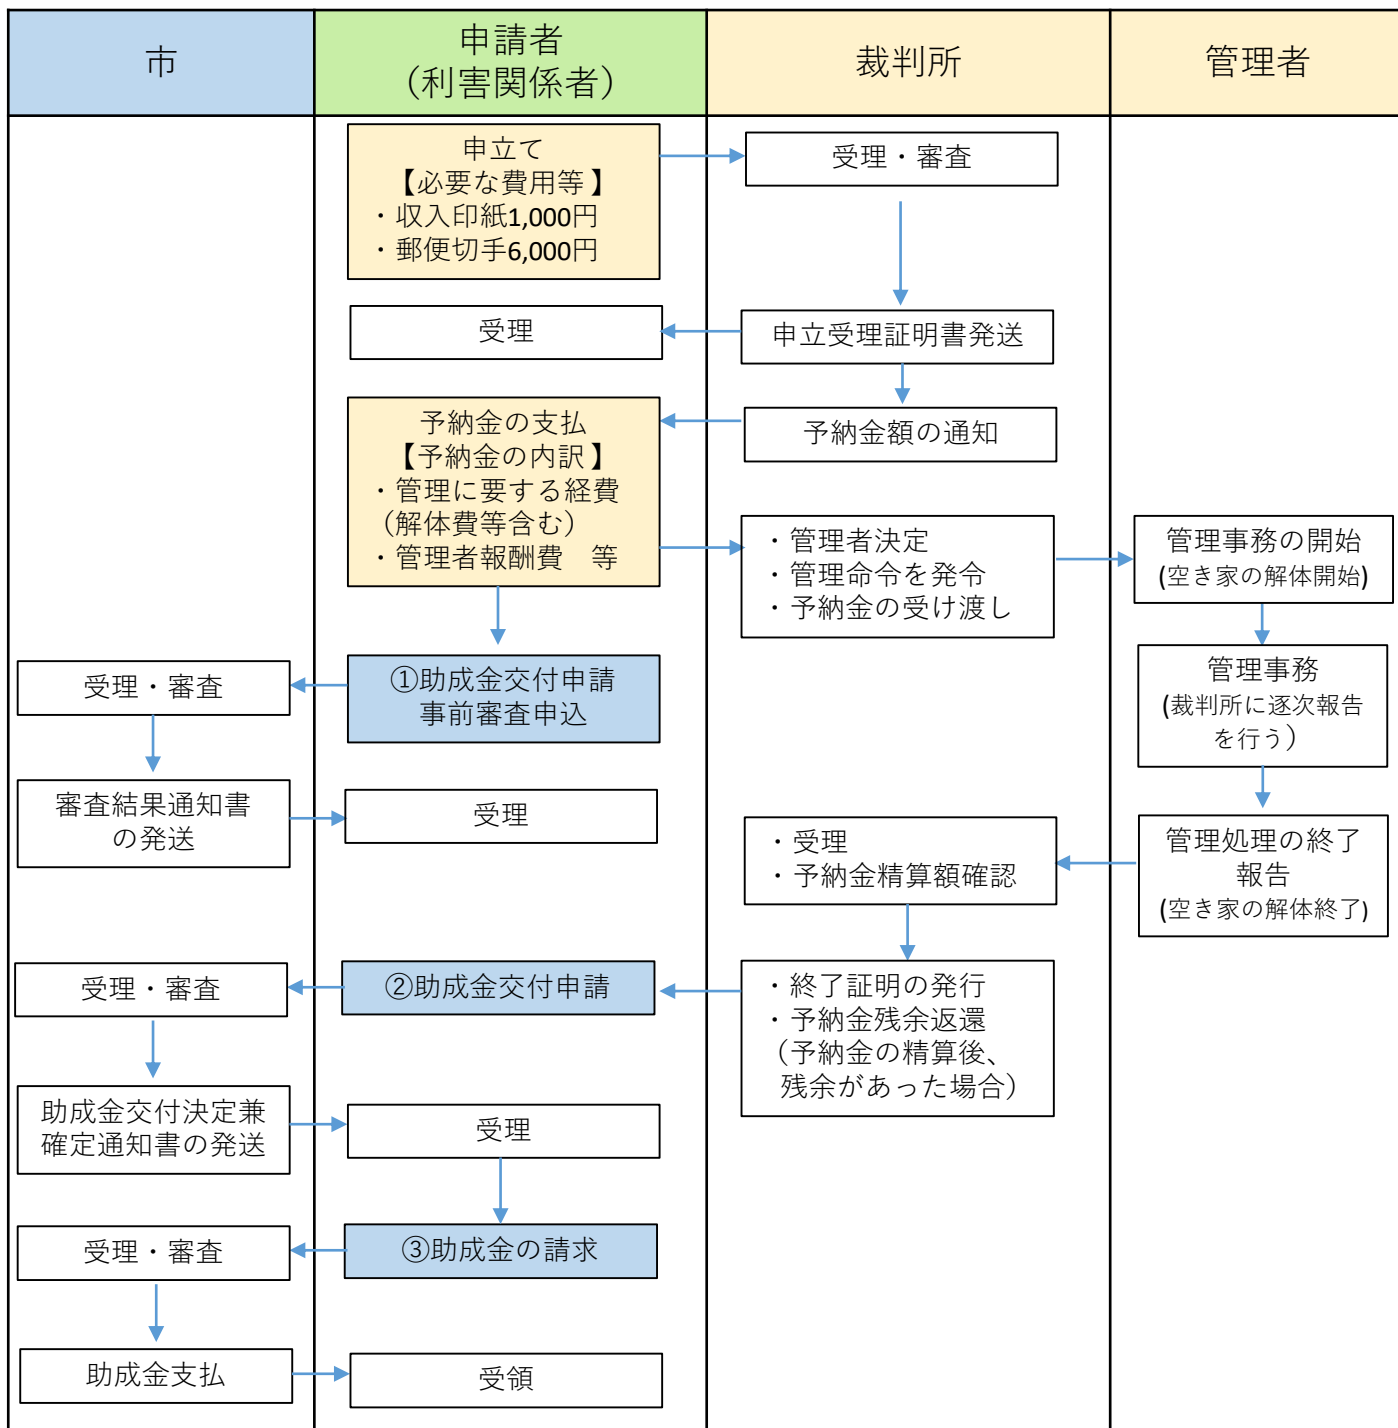 市
申請者
（利害関係者）
裁判所
管理者
申立て
【必要な費用等】
・収入印紙1,000円
・郵便切手6,000円
受理・審査
受理
申立受理証明書発送
予納金の支払
【予納金の内訳】
・管理に要する経費
（解体費等含む）
・管理者報酬費　等
予納金額の通知
・管理者決定
・管理命令を発令
・予納金の受け渡し
管理事務の開始
(空き家の解体開始)
受理・審査
①助成金交付申請
事前審査申込
管理事務
(裁判所に逐次報告
を行う）
審査結果通知書
の発送
受理
・受理
・予納金精算額確認
管理処理の終了
報告
(空き家の解体終了)
受理・審査
②助成金交付申請
・終了証明の発行
・予納金残余返還
（予納金の精算後、
残余があった場合）
助成金交付決定兼
確定通知書の発送
受理
受理・審査
③助成金の請求
助成金支払
受領